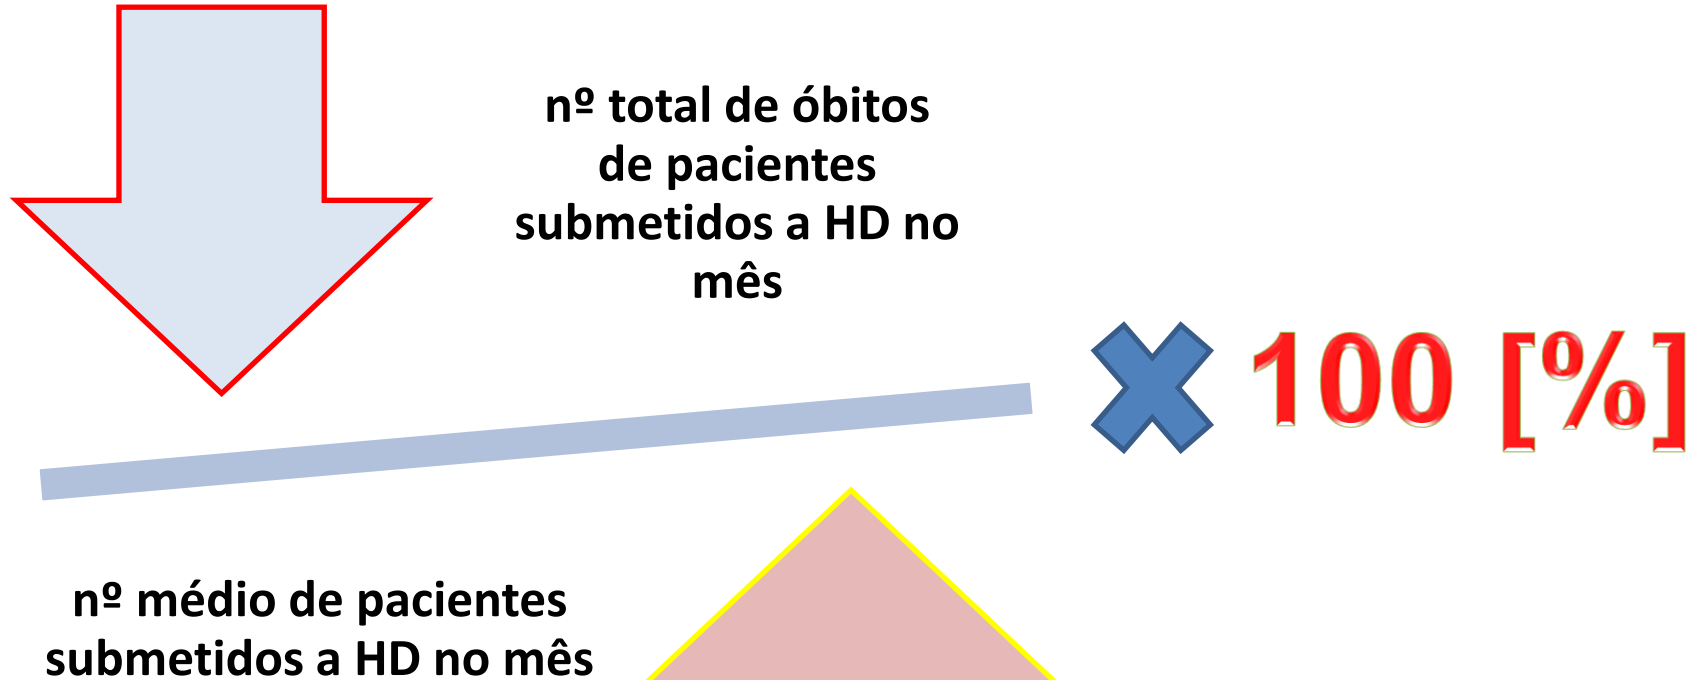 nº total de óbitos
de pacientes
submetidos a HD no
mês
100 [%]
nº médio de pacientes
submetidos a HD no mês